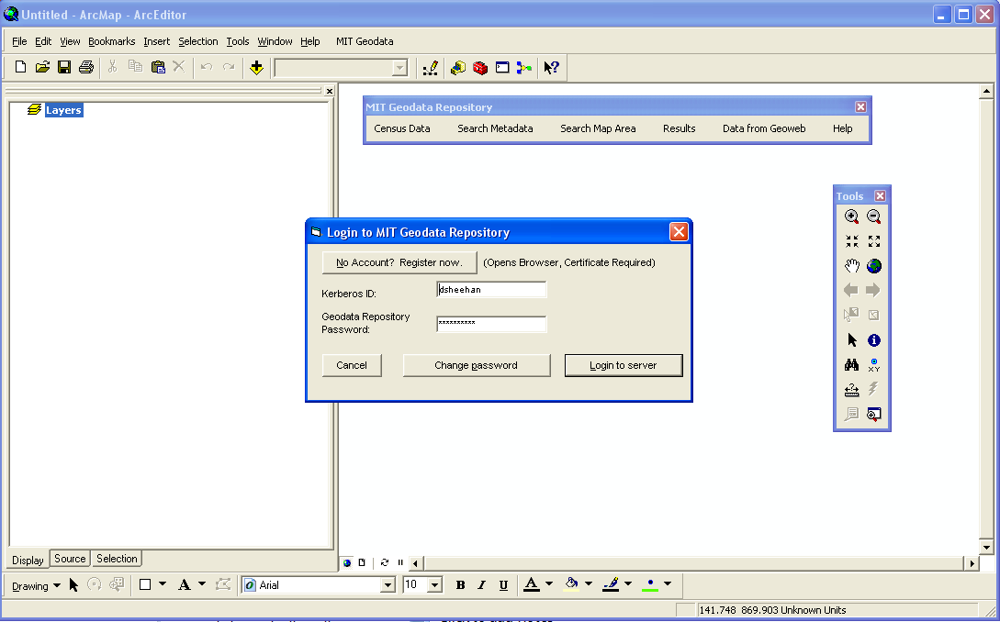 Untitled - ArcMap - ArcEditor
File Edit View Bookmarks Insert Selection Tools Window Help MIT Geodata
Layers
MIT Geodata Repository
Census Data Search Metadata Search Map Area Results Data from Geoweb Help
Tools
XY
Login to MIT Geodata Repository
No Account? Register now. (Opens Browser, Certificate Required)
Kerberos ID: dsheehan
Geodata Repository
Password: **********
Cancel Change password Login to server
Display Source Selection
Drawing A Arial 10 B I U A
141.748 869.903 Unknown Units